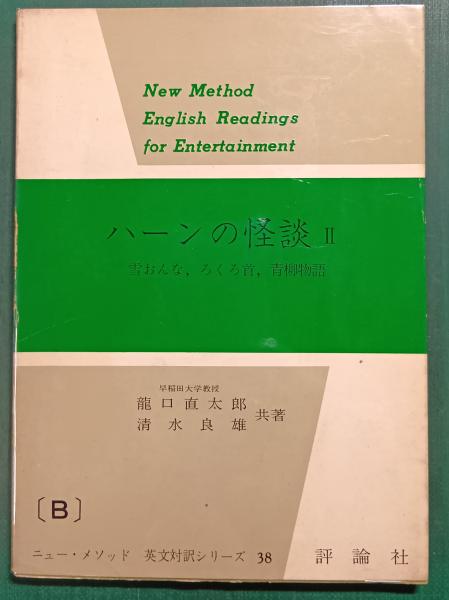 New Method
English Readings
for Entertainment
ハーンの怪談 II
雪おんな，ろくろ首，青柳物語
早稲田大学教授
龍口直太郎
清水良雄
共著
〔B〕
ニュー・メソッド 英文対訳シリーズ 38
評論社